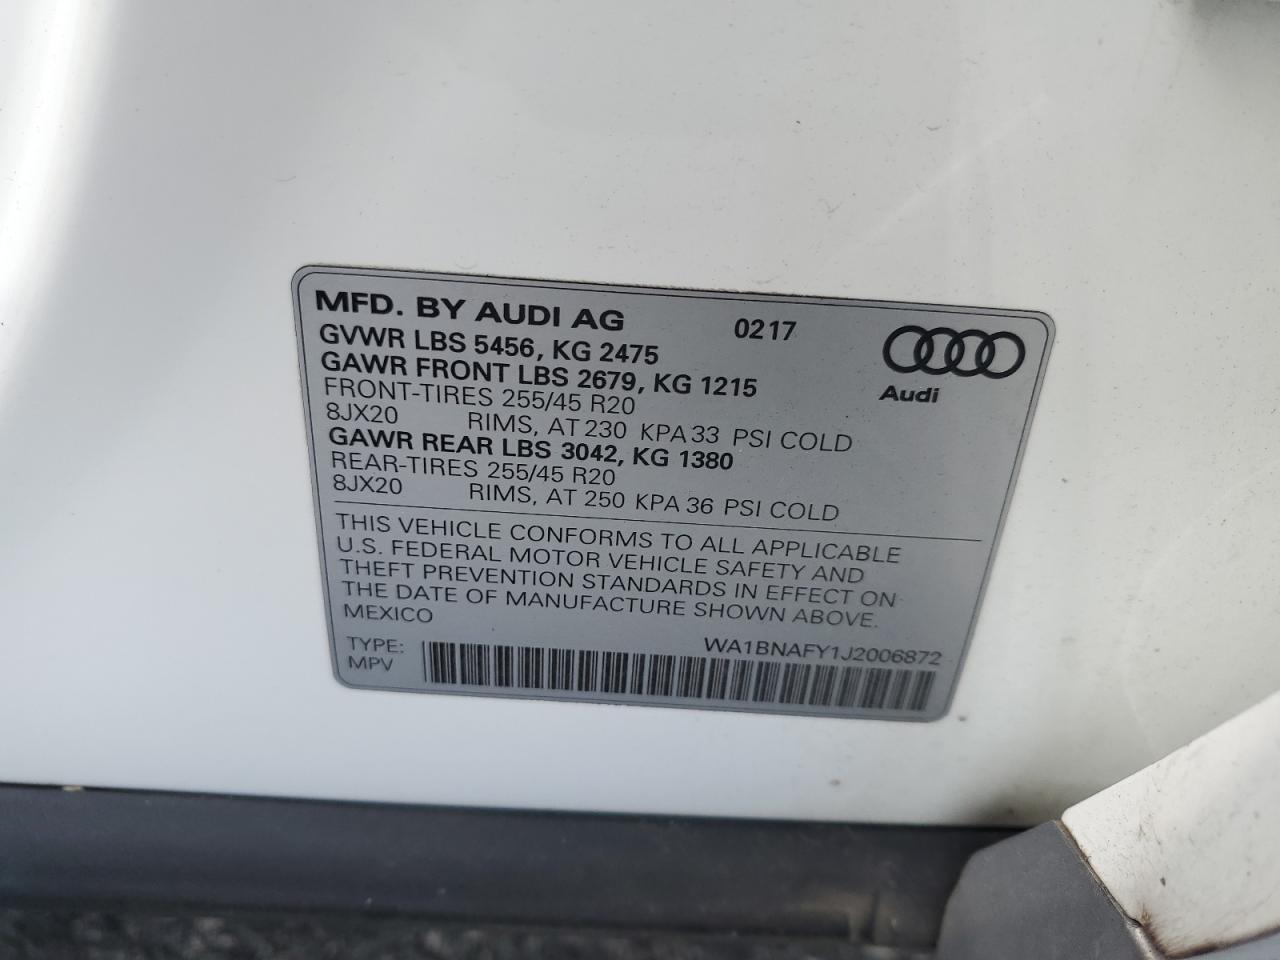 MFD. BY AUDI AG 0217
GVWR LBS 5456, KG 2475
GAWR FRONT LBS 2679, KG 1215
Audi
FRONT-TIRES 255/45 R20
8JX20 RIMS, AT 230 KPA 33 PSI COLD
GAWR REAR LBS 3042, KG 1380
REAR-TIRES 255/45 R20
8JX20 RIMS, AT 250 KPA 36 PSI COLD
THIS VEHICLE CONFORMS TO ALL APPLICABLE
U.S. FEDERAL MOTOR VEHICLE SAFETY AND
THEFT PREVENTION STANDARDS IN EFFECT ON
THE DATE OF MANUFACTURE SHOWN ABOVE.
MEXICO
TYPE: WA1BNAFY1J2006872
MPV